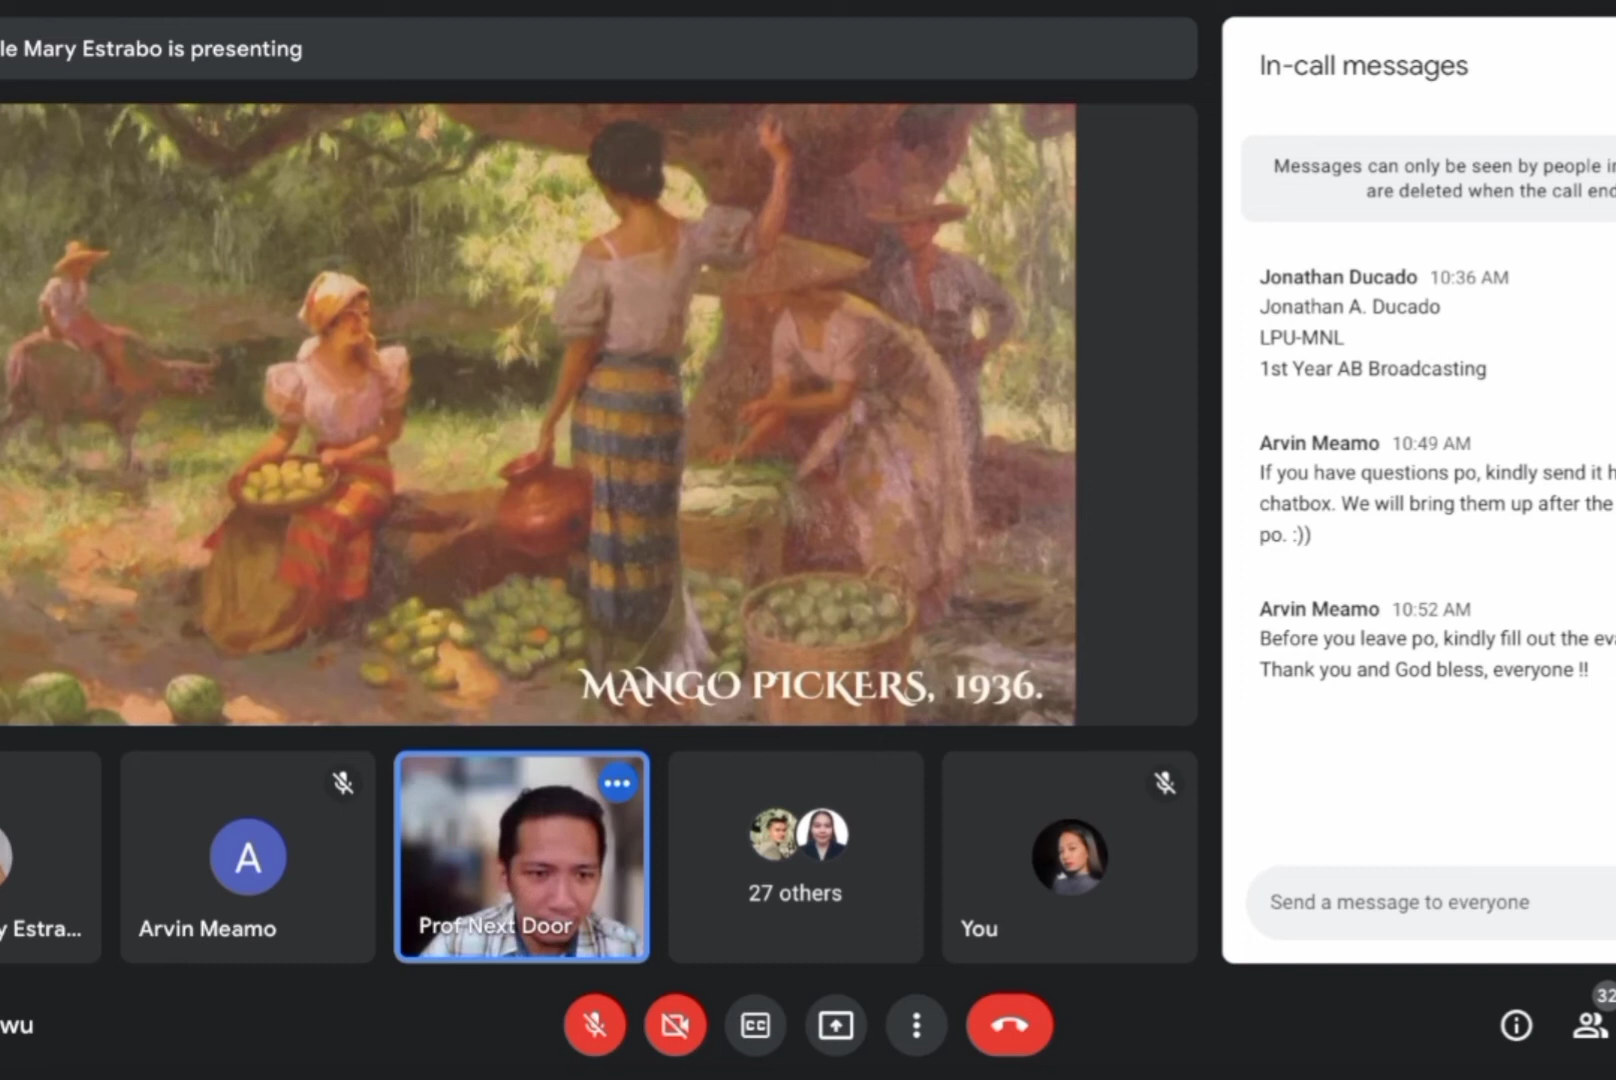 le Mary Estrabo is presenting
MANGO PICKERS, 1936.
y Estra...
A
Arvin Meamo
Prof Next Door
27 others
You
wu
CC
In-call messages
Messages can only be seen by people in
are deleted when the call end
Jonathan Ducado 10:36 AM
Jonathan A. Ducado
LPU-MNL
1st Year AB Broadcasting
Arvin Meamo 10:49 AM
If you have questions po, kindly send it h
chatbox. We will bring them up after the
po. :))
Arvin Meamo 10:52 AM
Before you leave po, kindly fill out the eva
Thank you and God bless, everyone !!
Send a message to everyone
32